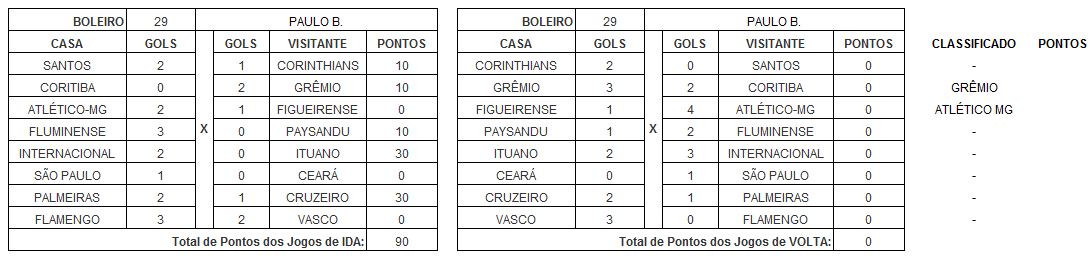 BOLEIRO 29 PAULO B. BOLEIRO 29 PAULO B.
CASA GOLS GOLS VISITANTE PONTOS CASA GOLS GOLS VISITANTE PONTOS CLASSIFICADO PONTOS
SANTOS 2 1 CORINTHIANS 10 CORINTHIANS 2 0 SANTOS 0 -
CORITIBA 0 2 GRÊMIO 10 GRÊMIO 3 2 CORITIBA 0 GRÊMIO
ATLÉTICO-MG 2 1 FIGUEIRENSE 0 FIGUEIRENSE 1 4 ATLÉTICO-MG 0 ATLÉTICO MG
FLUMINENSE 3 X 0 PAYSANDU 10 PAYSANDU 1 X 2 FLUMINENSE 0 -
INTERNACIONAL 2 0 ITUANO 30 ITUANO 2 3 INTERNACIONAL 0 -
SÃO PAULO 1 0 CEARÁ 0 CEARÁ 0 1 SÃO PAULO 0 -
PALMEIRAS 2 1 CRUZEIRO 30 CRUZEIRO 2 1 PALMEIRAS 0 -
FLAMENGO 3 2 VASCO 0 VASCO 3 0 FLAMENGO 0 -
Total de Pontos dos Jogos de IDA: 90 Total de Pontos dos Jogos de VOLTA: 0